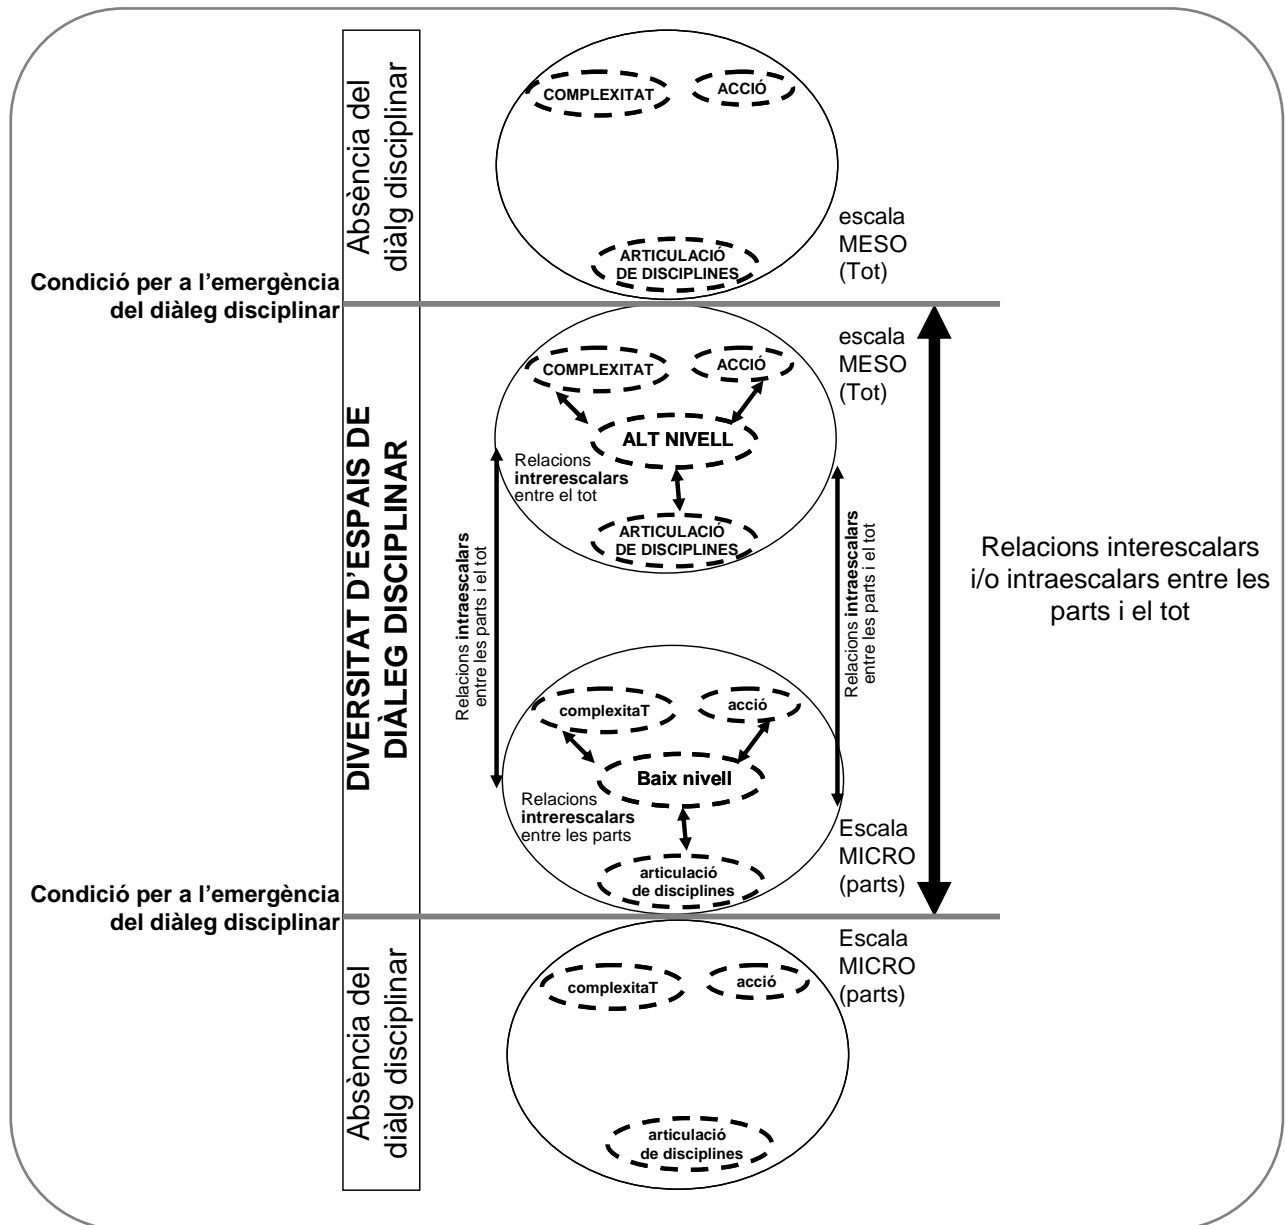 Absència del
diàlg disciplinar
COMPLEXITAT
ACCIÓ
ARTICULACIÓ
DE DISCIPLINES
escala
MESO
(Tot)
Condició per a l’emergència
del diàleg disciplinar
DIVERSITAT D’ESPAIS DE
DIÀLEG DISCIPLINAR
escala
MESO
(Tot)
COMPLEXITAT
ACCIÓ
ALT NIVELL
Relacions
intrerescalars
entre el tot
ARTICULACIÓ
DE DISCIPLINES
Relacions intraescalars
entre les parts i el tot
Relacions intraescalars
entre les parts i el tot
Relacions interescalars
i/o intraescalars entre les
parts i el tot
complexitaT
acció
Baix nivell
Relacions
intrerescalars
entre les parts
articulació
de disciplines
Escala
MICRO
(parts)
Condició per a l’emergència
del diàleg disciplinar
Absència del
diàlg disciplinar
Escala
MICRO
(parts)
complexitaT
acció
articulació
de disciplines